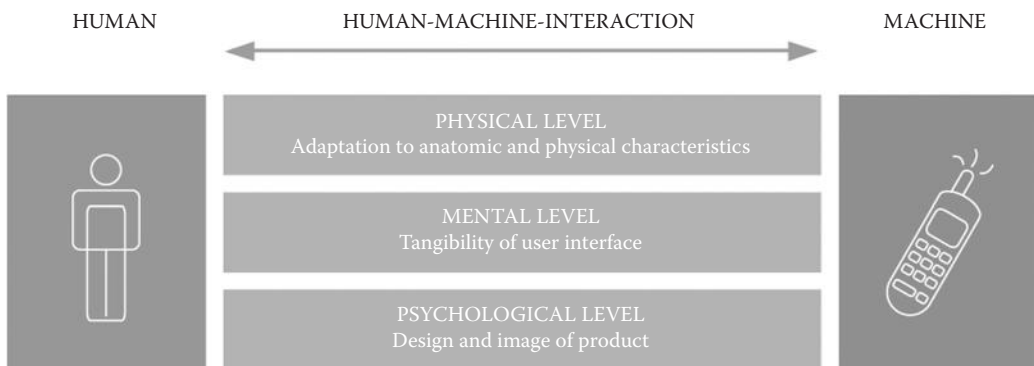 HUMAN
HUMAN-MACHINE-INTERACTION
MACHINE
PHYSICAL LEVEL
Adaptation to anatomic and physical characteristics
MENTAL LEVEL
Tangibility of user interface
PSYCHOLOGICAL LEVEL
Design and image of product